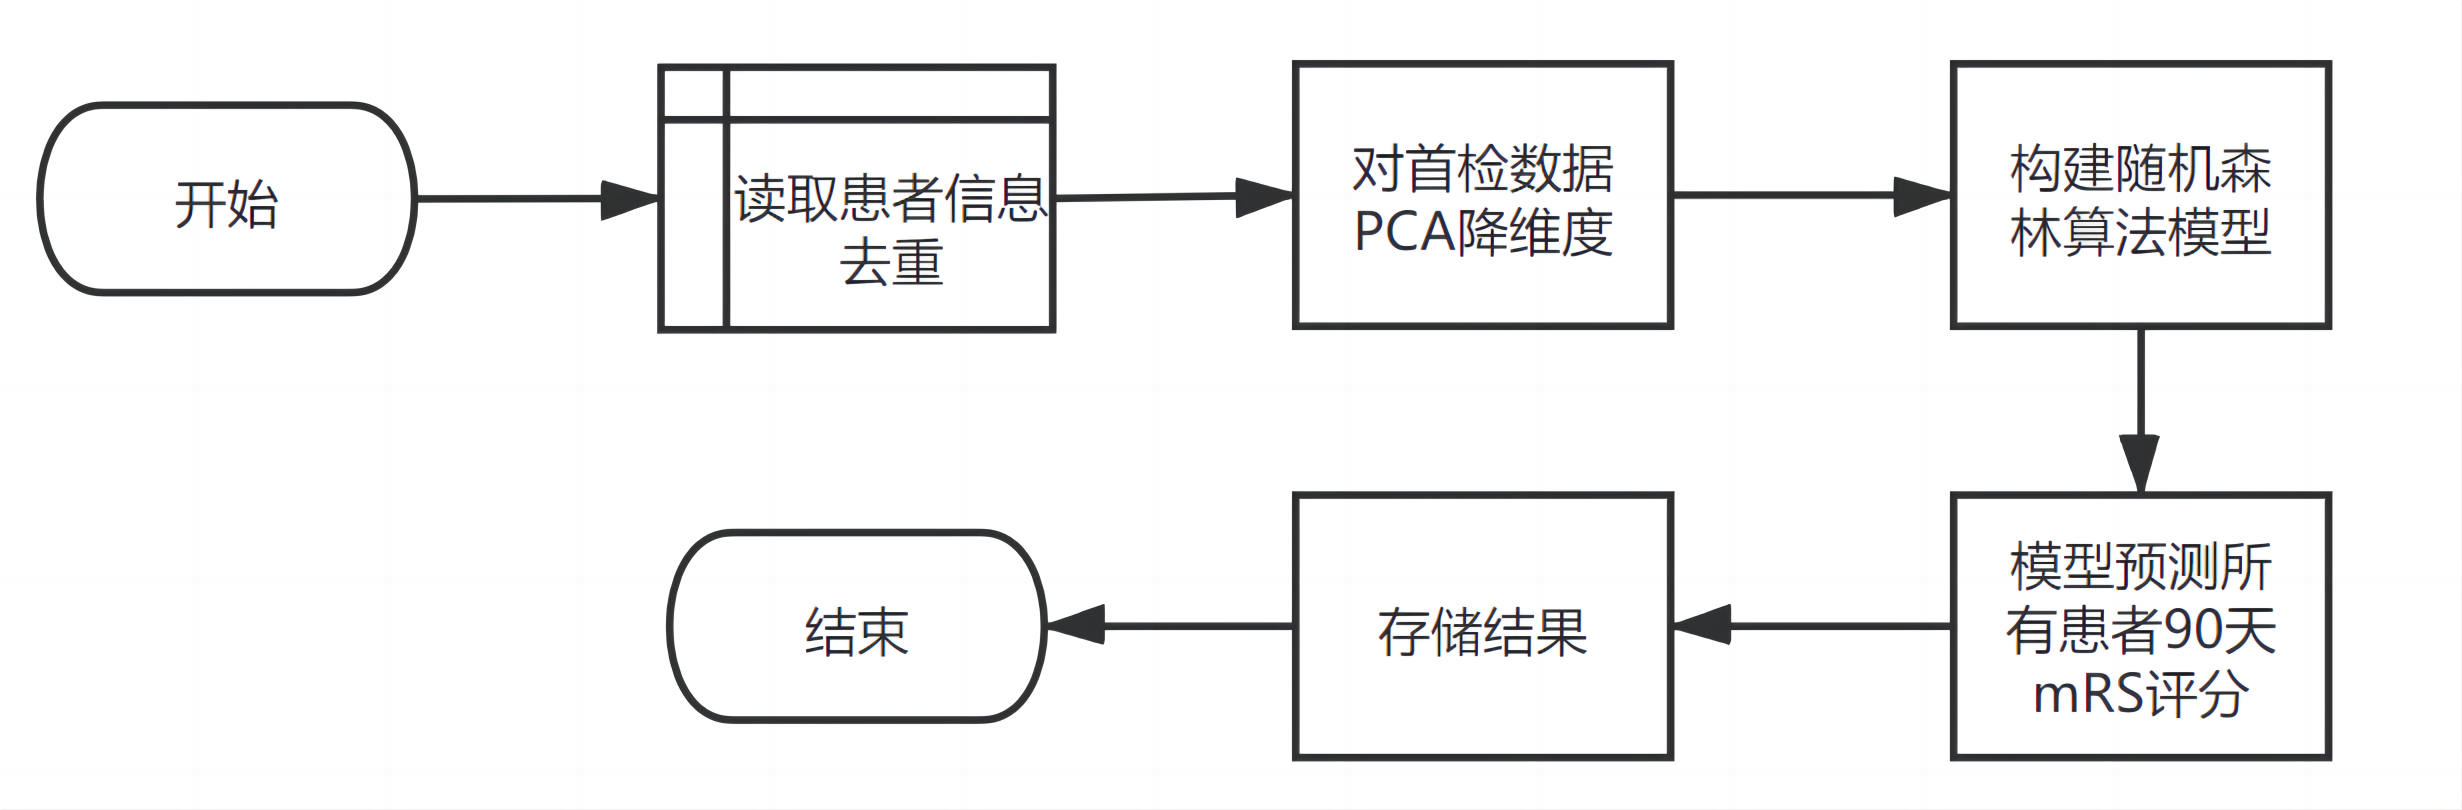 开始
读取患者信息
去重
对首检数据
PCA降维度
构建随机森
林算法模型
模型预测所
有患者90天
mRS评分
存储结果
结束